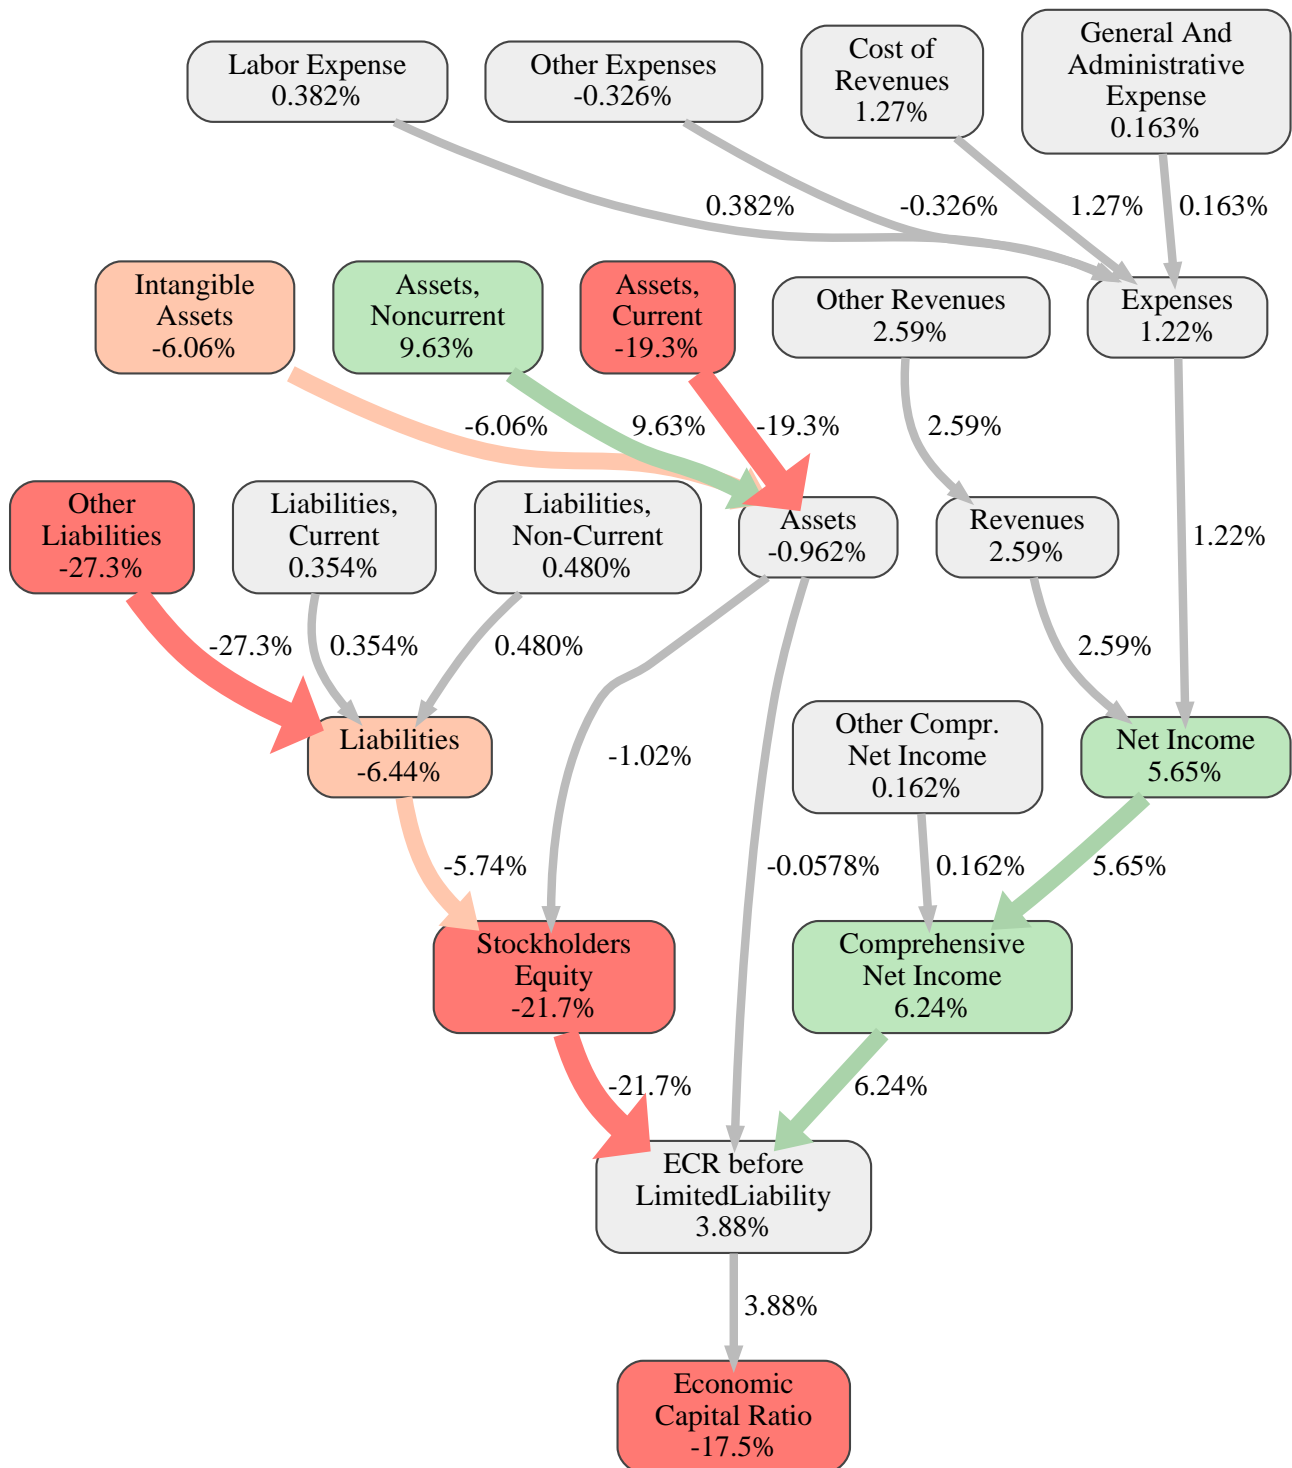 Labor Expense
0.382%
Other Expenses
-0.326%
Cost of
Revenues
1.27%
General And
Administrative
Expense
0.163%
0.382%
-0.326%
1.27%
0.163%
Intangible
Assets
-6.06%
Assets,
Noncurrent
9.63%
Assets,
Current
-19.3%
Other Revenues
2.59%
Expenses
1.22%
-6.06%
9.63%
-19.3%
2.59%
Other
Liabilities
-27.3%
Liabilities,
Current
0.354%
Liabilities,
Non-Current
0.480%
Assets
-0.962%
Revenues
2.59%
1.22%
-27.3%
0.354%
0.480%
2.59%
Liabilities
-6.44%
-1.02%
Other Compr.
Net Income
0.162%
Net Income
5.65%
-5.74%
-0.0578%
0.162%
5.65%
Stockholders
Equity
-21.7%
Comprehensive
Net Income
6.24%
-21.7%
6.24%
ECR before
LimitedLiability
3.88%
3.88%
Economic
Capital Ratio
-17.5%